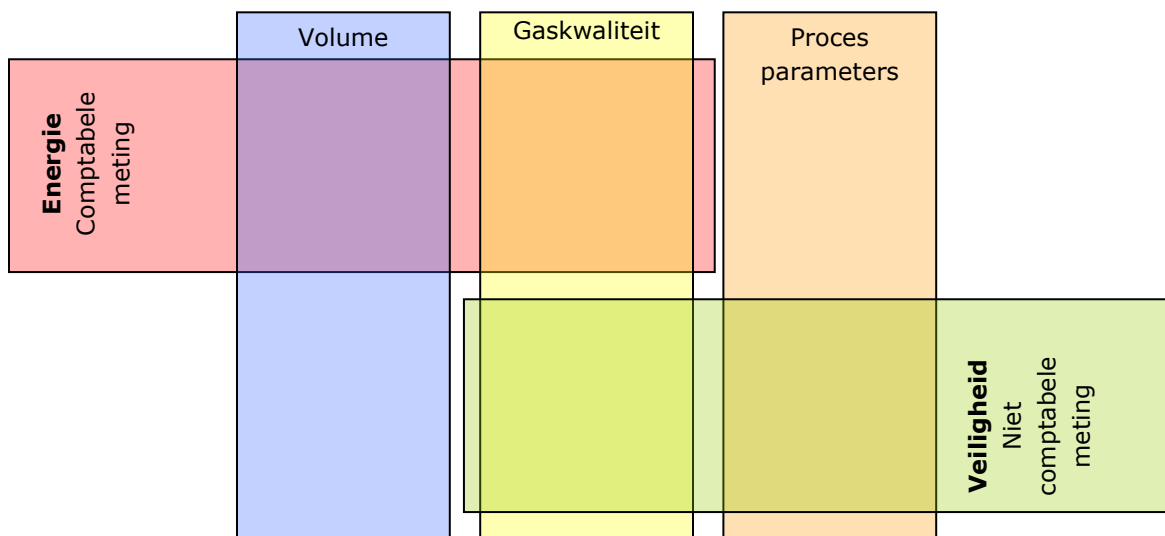 Volume
Gaskwaliteit
Proces
parameters
Energie
Comptabele
meting
Veiligheid
Niet
comptabele
meting